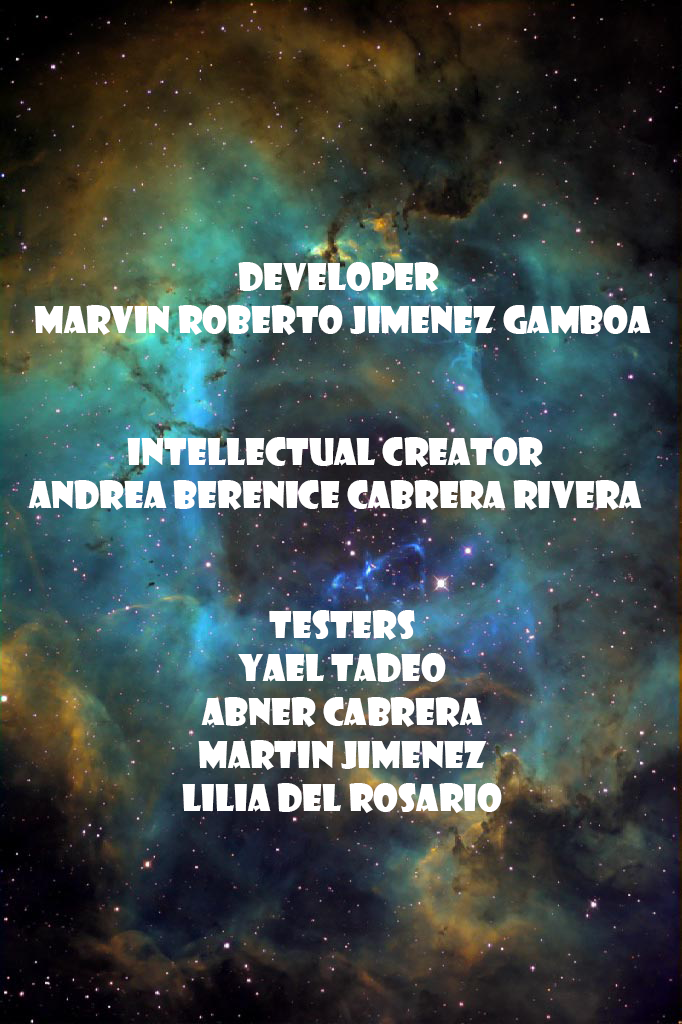 DEVELOPER
MARVIN ROBERTO JIMENEZ GAMBOA
INTELLECTUAL CREATOR
ANDREA BERENICE CABRERA RIVERA
TESTERS
YAEL TADEO
ABNER CABRERA
MARTIN JIMENEZ
LILIA DEL ROSARIO